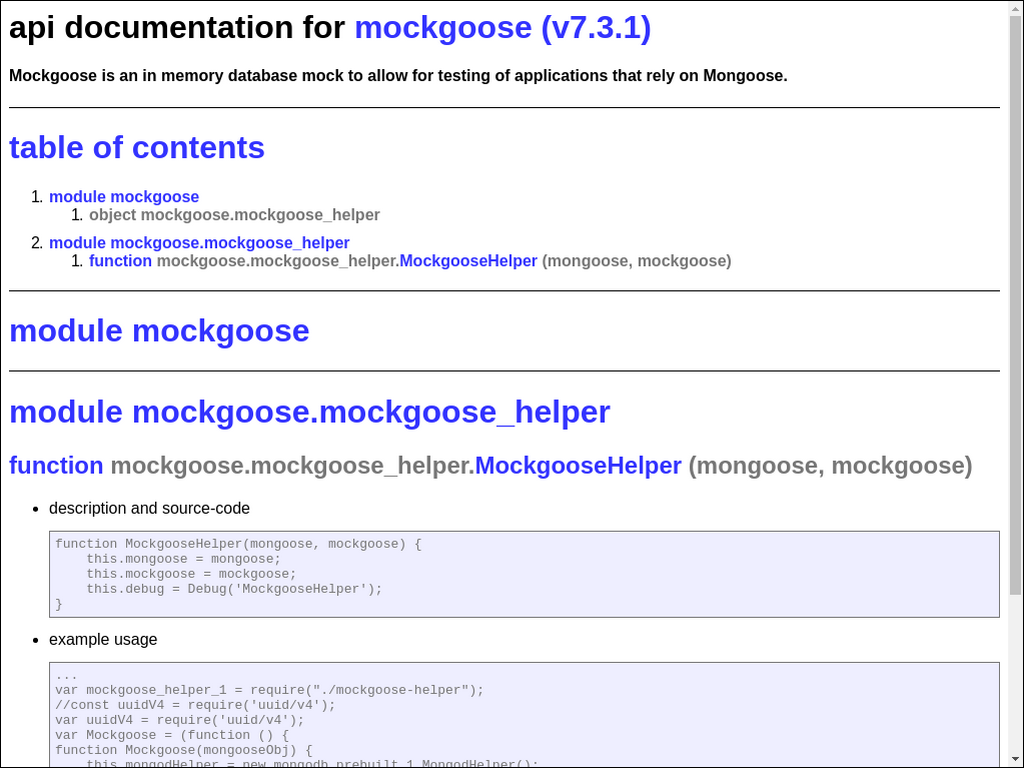 api documentation for mockgoose (v7.3.1)
Mockgoose is an in memory database mock to allow for testing of applications that rely on Mongoose.
table of contents
1. module mockgoose
1. object mockgoose.mockgoose_helper
2. module mockgoose.mockgoose_helper
1. function mockgoose.mockgoose_helper.MockgooseHelper (mongoose, mockgoose)
module mockgoose
module mockgoose.mockgoose_helper
function mockgoose.mockgoose_helper.MockgooseHelper (mongoose, mockgoose)
• description and source-code
function MockgooseHelper(mongoose, mockgoose) {
    this.mongoose = mongoose;
    this.mockgoose = mockgoose;
    this.debug = Debug('MockgooseHelper');
}
• example usage
...
var mockgoose_helper_1 = require("./mockgoose-helper");
//const uuidV4 = require('uuid/v4');
var uuidV4 = require('uuid/v4');
var Mockgoose = (function () {
function Mockgoose(mongooseObj) {
    this.mongodHelper = new mongodb_prebuilt_1.MongodHelper();